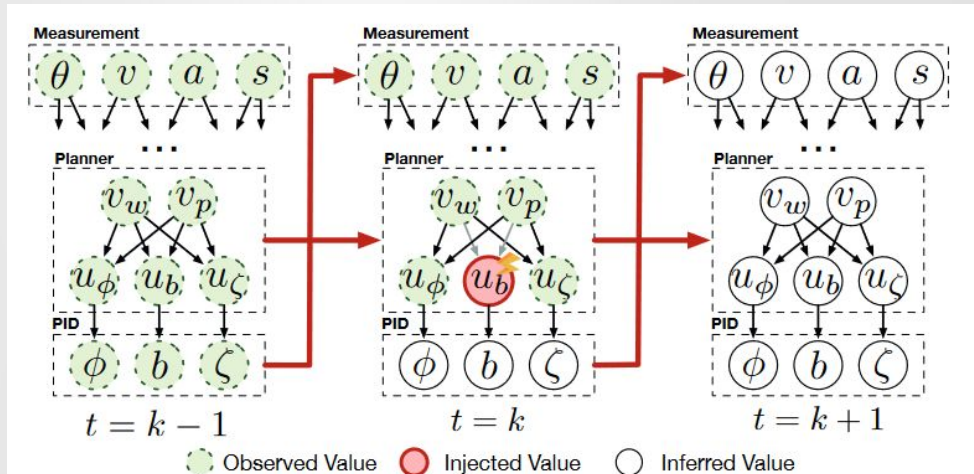 Measurement Measurement Measurement
θ v a s θ v a s θ v a s
... ... ...
Planner Planner Planner
v_w v_p v_w v_p v_w v_p
u_ϕ u_b u_ζ u_ϕ u_b u_ζ u_ϕ u_b u_ζ
PID PID PID
ϕ b ζ ϕ b ζ ϕ b ζ
t = k − 1 t = k t = k + 1
Observed Value Injected Value Inferred Value